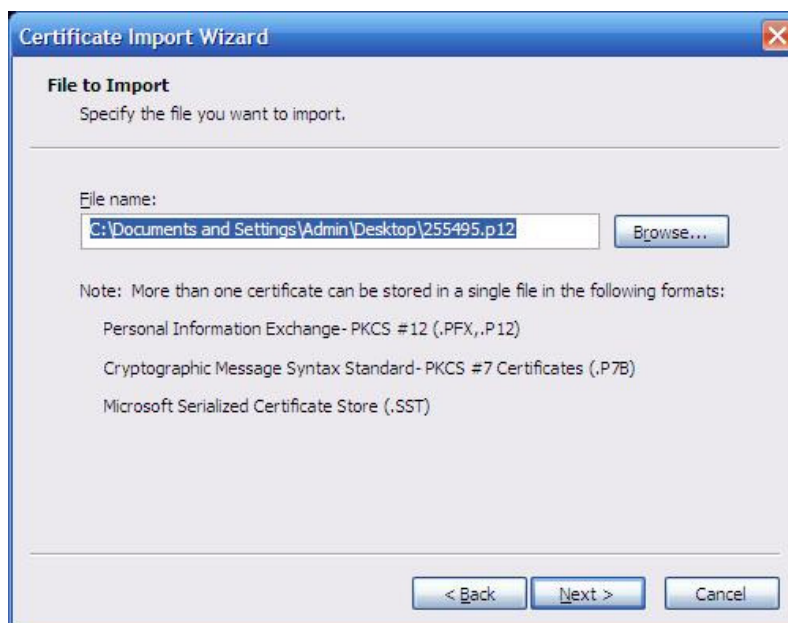 Certificate Import Wizard
File to Import
Specify the file you want to import.
File name:
C:\Documents and Settings\Admin\Desktop\255495.p12
Browse...
Note: More than one certificate can be stored in a single file in the following formats:
Personal Information Exchange- PKCS #12 (.PFX,.P12)
Cryptographic Message Syntax Standard- PKCS #7 Certificates (.P7B)
Microsoft Serialized Certificate Store (.SST)
< Back Next > Cancel